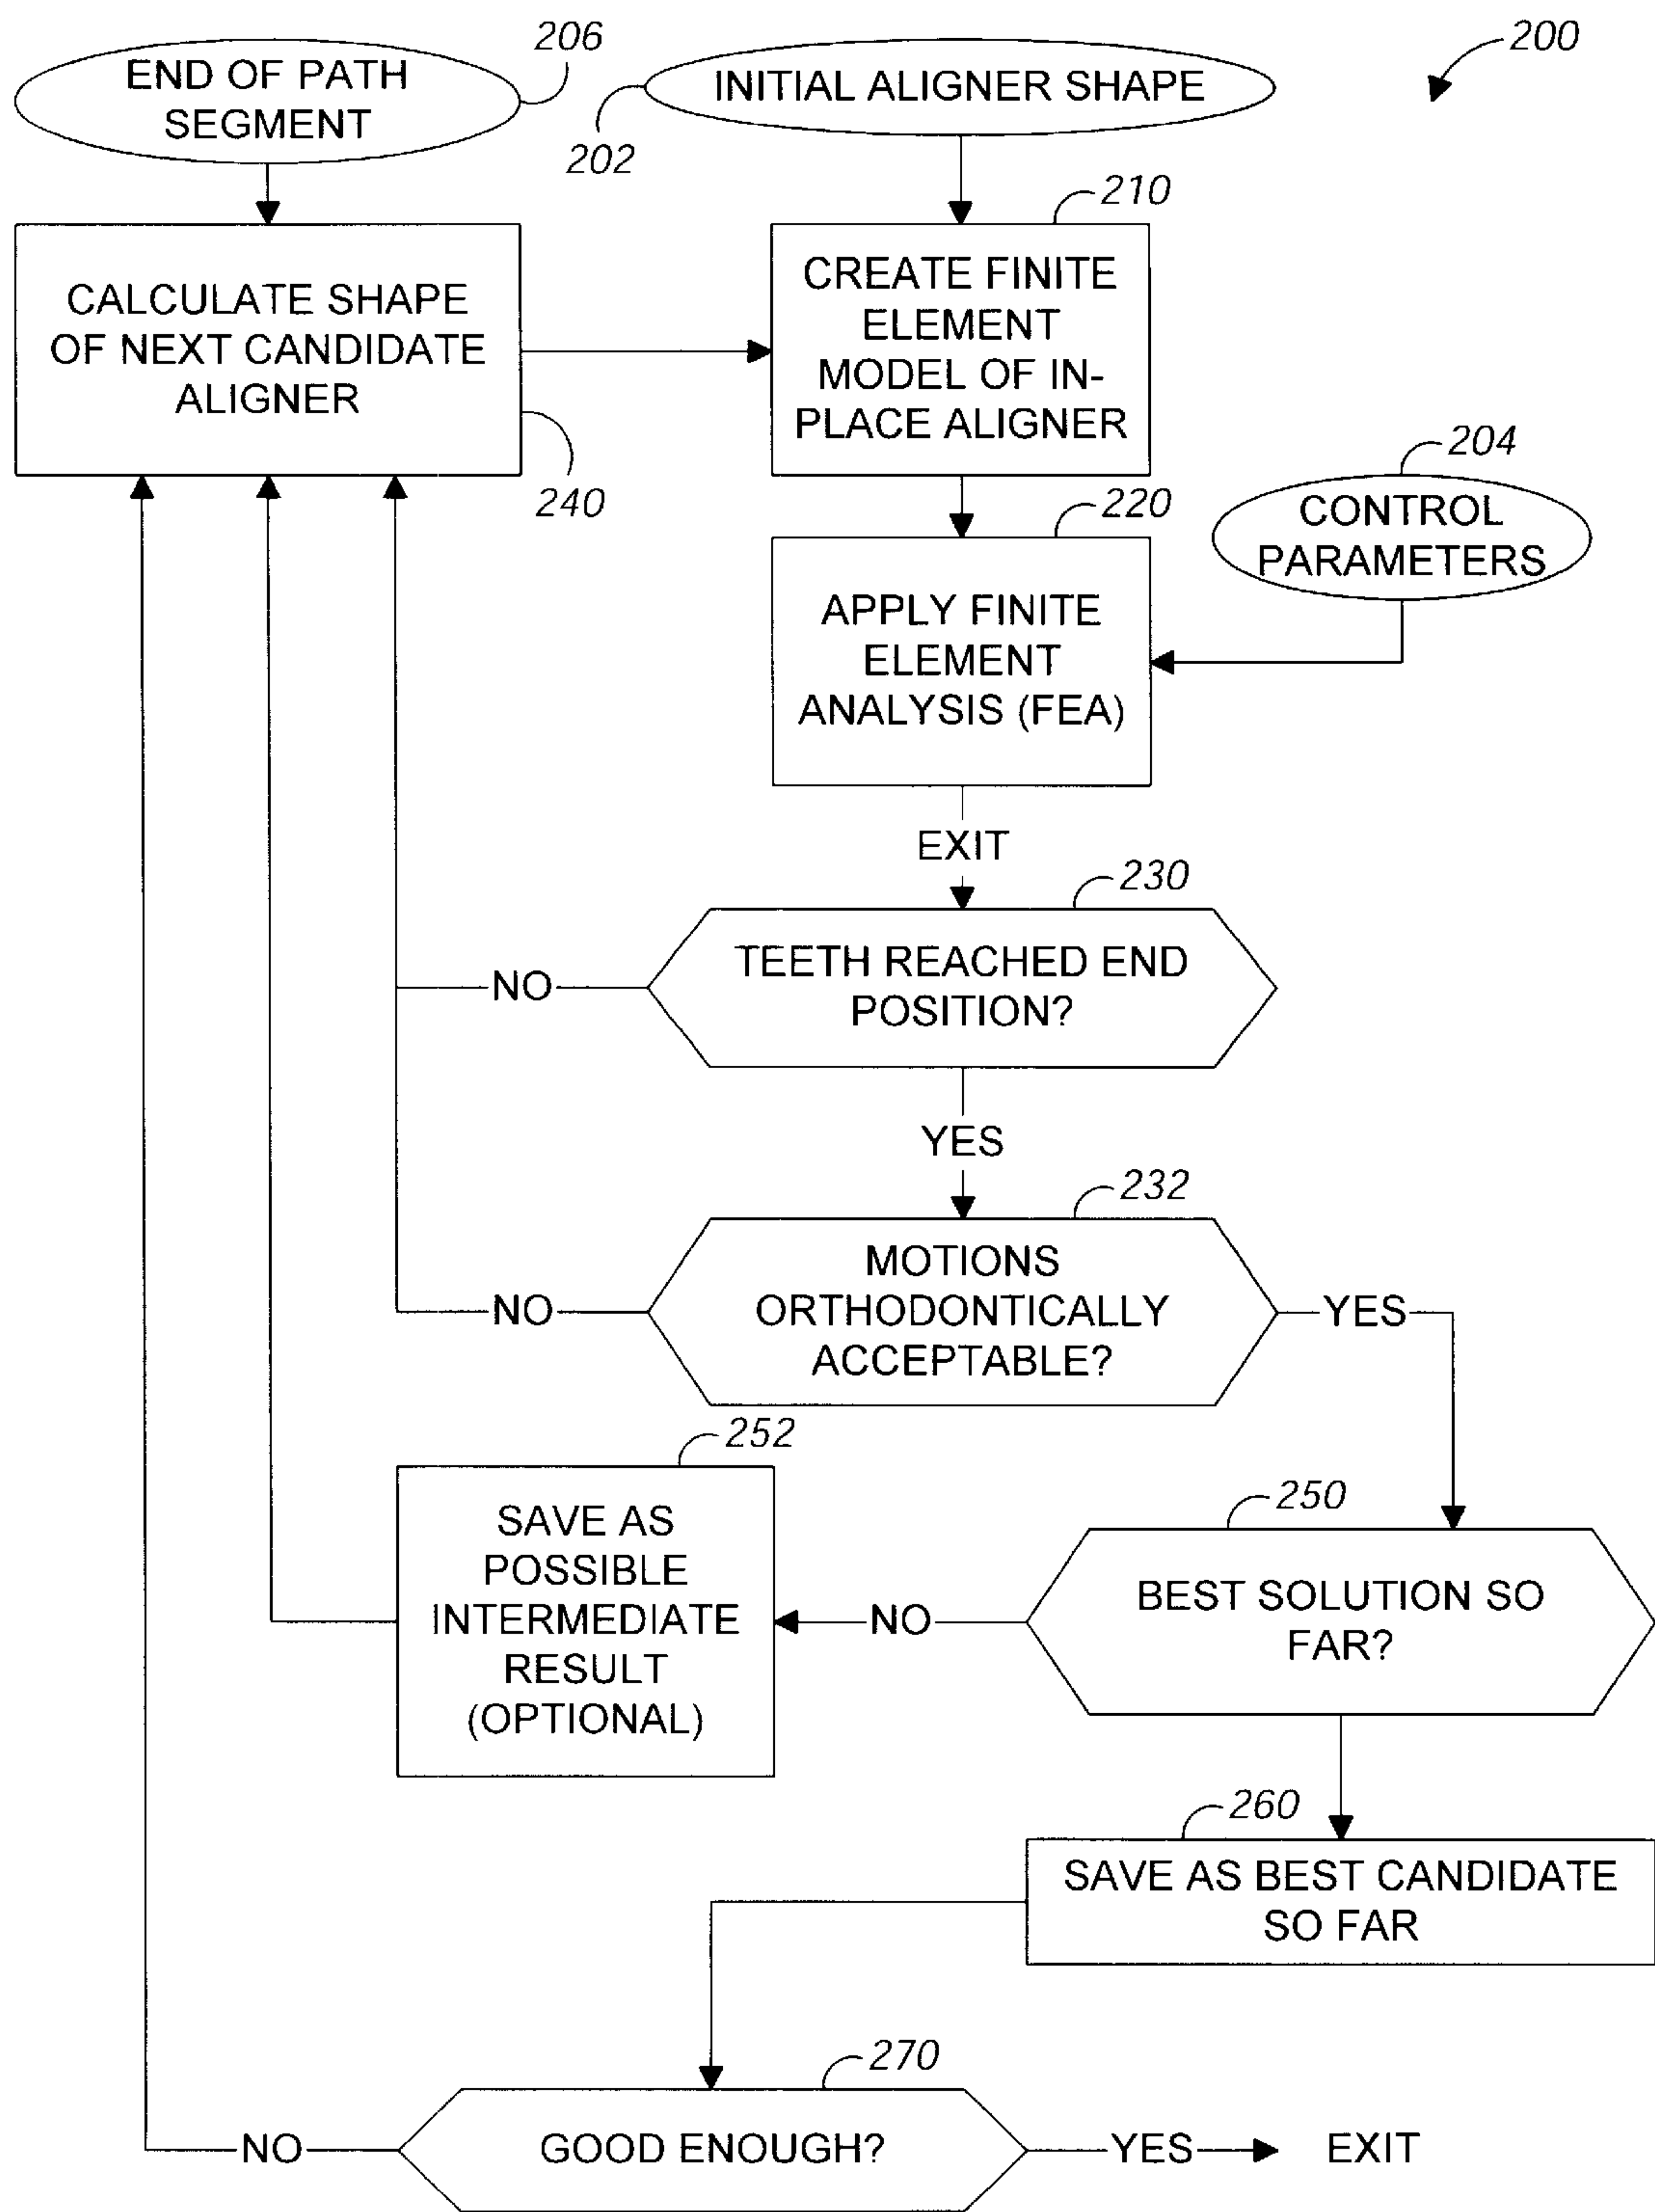 206
200
END OF PATH
SEGMENT
INITIAL ALIGNER SHAPE
202
210
CALCULATE SHAPE
OF NEXT CANDIDATE
ALIGNER
240
CREATE FINITE
ELEMENT
MODEL OF IN-
PLACE ALIGNER
204
CONTROL
PARAMETERS
220
APPLY FINITE
ELEMENT
ANALYSIS (FEA)
EXIT
230
TEETH REACHED END
POSITION?
NO
YES
232
MOTIONS
ORTHODONTICALLY
ACCEPTABLE?
NO
YES
252
SAVE AS
POSSIBLE
INTERMEDIATE
RESULT
(OPTIONAL)
NO
250
BEST SOLUTION SO
FAR?
260
SAVE AS BEST CANDIDATE
SO FAR
270
NO
GOOD ENOUGH?
YES
EXIT